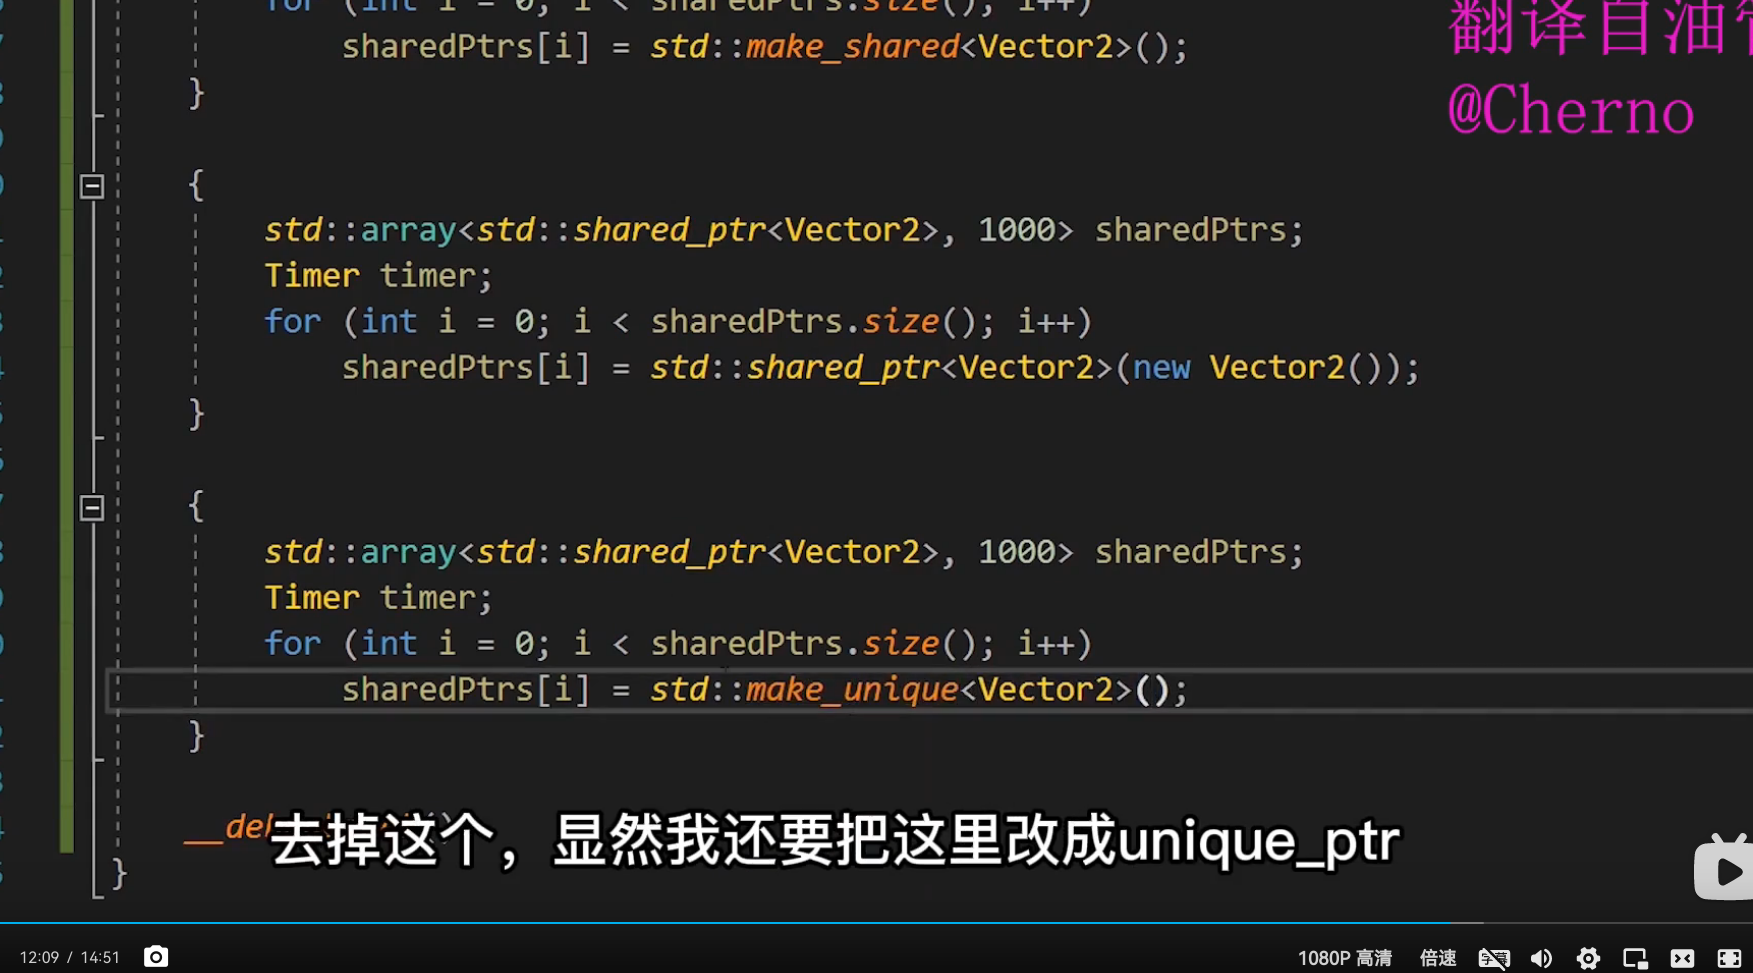 for (int i = 0; i < sharedPtrs.size(); i++)
sharedPtrs[i] = std::make_shared<Vector2>();
}
翻译自油管
@Cherno
{
std::array<std::shared_ptr<Vector2>, 1000> sharedPtrs;
Timer timer;
for (int i = 0; i < sharedPtrs.size(); i++)
sharedPtrs[i] = std::shared_ptr<Vector2>(new Vector2());
}
{
std::array<std::shared_ptr<Vector2>, 1000> sharedPtrs;
Timer timer;
for (int i = 0; i < sharedPtrs.size(); i++)
sharedPtrs[i] = std::make_unique<Vector2>();
}
去掉这个，显然我还要把这里改成unique_ptr
}
12:09 / 14:51
1080P 高清 倍速 字幕